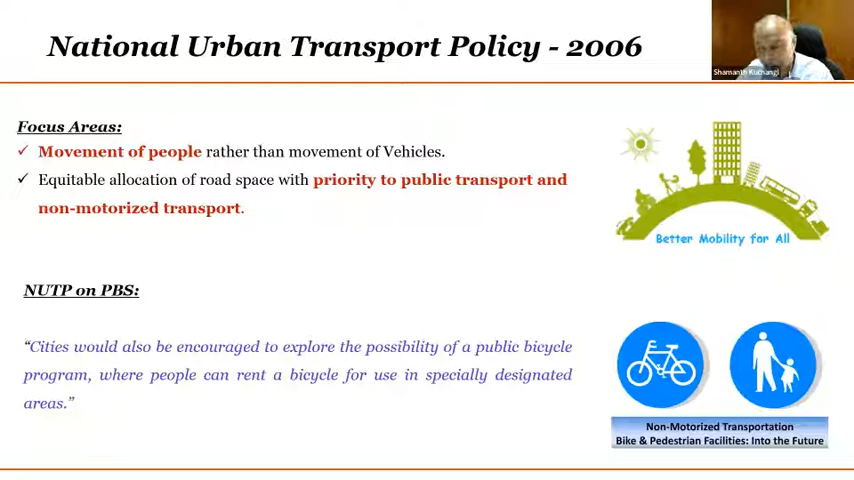 National Urban Transport Policy - 2006
Shamanth Kuchangi
Focus Areas:
✓ Movement of people rather than movement of Vehicles.
✓ Equitable allocation of road space with priority to public transport and
non-motorized transport.
Better Mobility for All
NUTP on PBS:
“Cities would also be encouraged to explore the possibility of a public bicycle
program, where people can rent a bicycle for use in specially designated
areas.”
Non-Motorized Transportation
Bike & Pedestrian Facilities: Into the Future